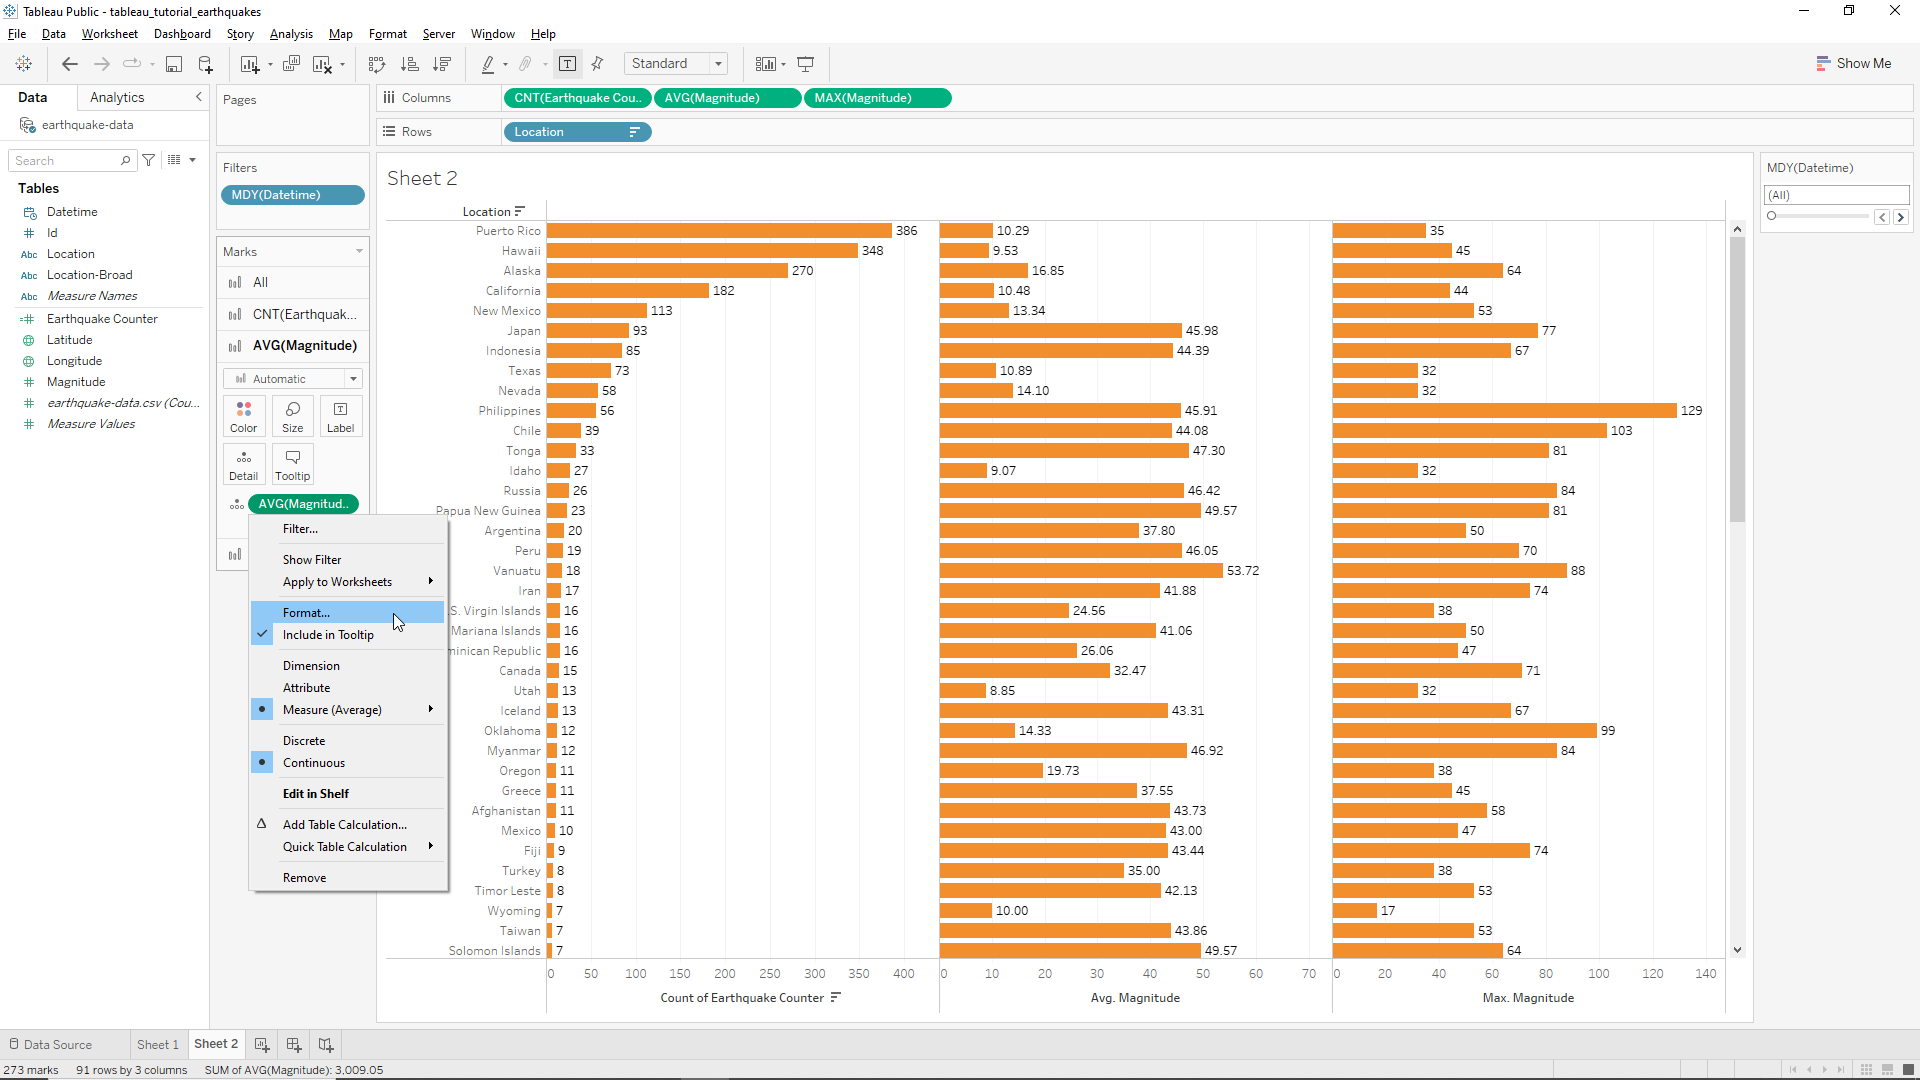 Tableau Public - tableau_tutorial_earthquakes
File Data Worksheet Dashboard Story Analysis Map Format Server Window Help
Standard
Show Me
Data Analytics
earthquake-data
Search
Tables
Datetime
Id
Abc Location
Abc Location-Broad
Abc Measure Names
Earthquake Counter
Latitude
Longitude
Magnitude
earthquake-data.csv (Cou...
Measure Values
Pages
Filters
MDY(Datetime)
Marks
All
CNT(Earthquak...
AVG(Magnitude)
Automatic
Color Size Label
Detail Tooltip
AVG(Magnitud..
Filter...
Show Filter
Apply to Worksheets
Format...
Include in Tooltip
Dimension
Attribute
Measure (Average)
Discrete
Continuous
Edit in Shelf
Add Table Calculation...
Quick Table Calculation
Remove
Columns CNT(Earthquake Cou.. AVG(Magnitude) MAX(Magnitude)
Rows Location
Sheet 2
Location
Puerto Rico 386 10.29 35
Hawaii 348 9.53 45
Alaska 270 16.85 64
California 182 10.48 44
New Mexico 113 13.34 53
Japan 93 45.98 77
Indonesia 85 44.39 67
Texas 73 10.89 32
Nevada 58 14.10 32
Philippines 56 45.91 129
Chile 39 44.08 103
Tonga 33 47.30 81
Idaho 27 9.07 32
Russia 26 46.42 84
Papua New Guinea 23 49.57 81
Argentina 20 37.80 50
Peru 19 46.05 70
Vanuatu 18 53.72 88
Iran 17 41.88 74
S. Virgin Islands 16 24.56 38
Mariana Islands 16 41.06 50
minican Republic 16 26.06 47
Canada 15 32.47 71
Utah 13 8.85 32
Iceland 13 43.31 67
Oklahoma 12 14.33 99
Myanmar 12 46.92 84
Oregon 11 19.73 38
Greece 11 37.55 45
Afghanistan 11 43.73 58
Mexico 10 43.00 47
Fiji 9 43.44 74
Turkey 8 35.00 38
Timor Leste 8 42.13 53
Wyoming 7 10.00 17
Taiwan 7 43.86 53
Solomon Islands 7 49.57 64
0 50 100 150 200 250 300 350 400 0 10 20 30 40 50 60 70 0 20 40 60 80 100 120 140
Count of Earthquake Counter Avg. Magnitude Max. Magnitude
MDY(Datetime)
(All)
Data Source Sheet 1 Sheet 2
273 marks 91 rows by 3 columns SUM of AVG(Magnitude): 3,009.05